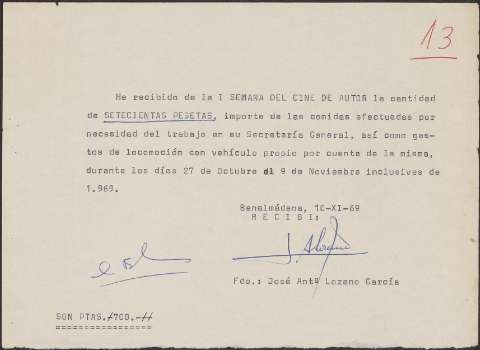 13
He recibido de la I SEMANA DEL CINE DE AUTOR la cantidad
de SETECIENTAS PESETAS, importe de las comidas efectuadas por
necesidad del trabajo en su Secretaría General, así como gas-
tos de locomoción con vehículo propio por cuenta de la misma,
durante los días 27 de Octubre al 9 de Noviembre inclusives de
1.969.
Benalmádena, 10-XI-69
RECIBI:
Fdo.: José Antº Lozano García
SON PTAS.-/700.-//